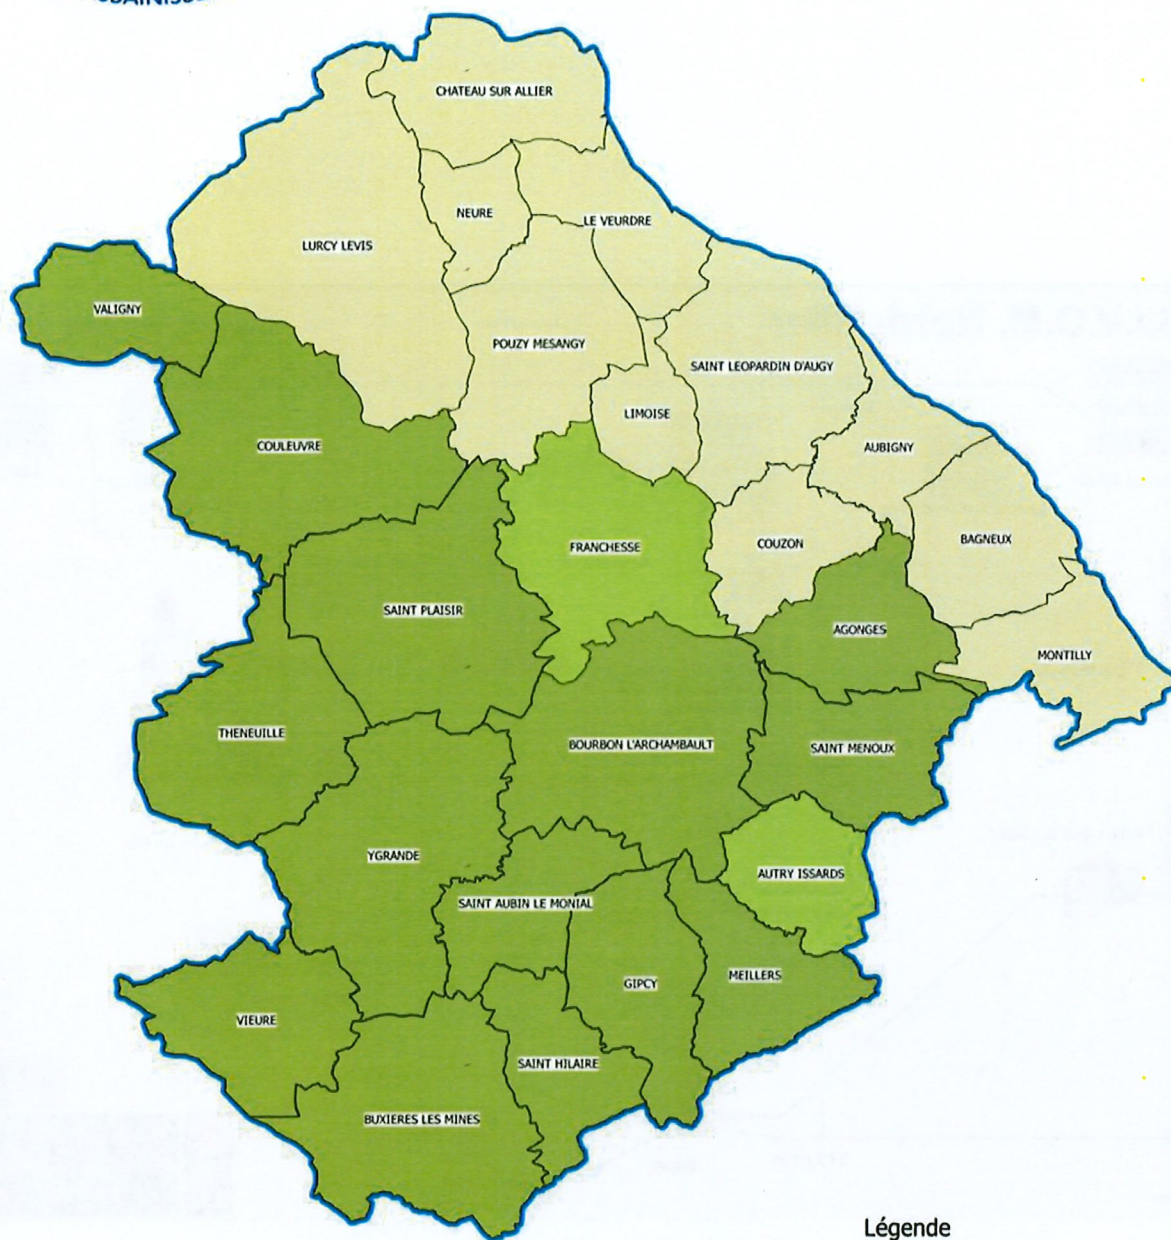 CHATEAU SUR ALLIER
NEURE
LE VEURDRE
LURCY LEVIS
VALIGNY
POUZY MESANGY
SAINT LEOPARDIN D'AUGY
LIMOISE
COULEUVRE
AUBIGNY
FRANCHESSE
COUZON
BAGNEUX
SAINT PLAISIR
AGONGES
MONTILLY
THENEUILLE
BOURBON L'ARCHAMBAULT
SAINT MENOUX
YGRANDE
AUTRY ISSARDS
SAINT AUBIN LE MONIAL
GIPCY
MEILLERS
VIEURE
SAINT HILAIRE
BUXIERES LES MINES
Légende